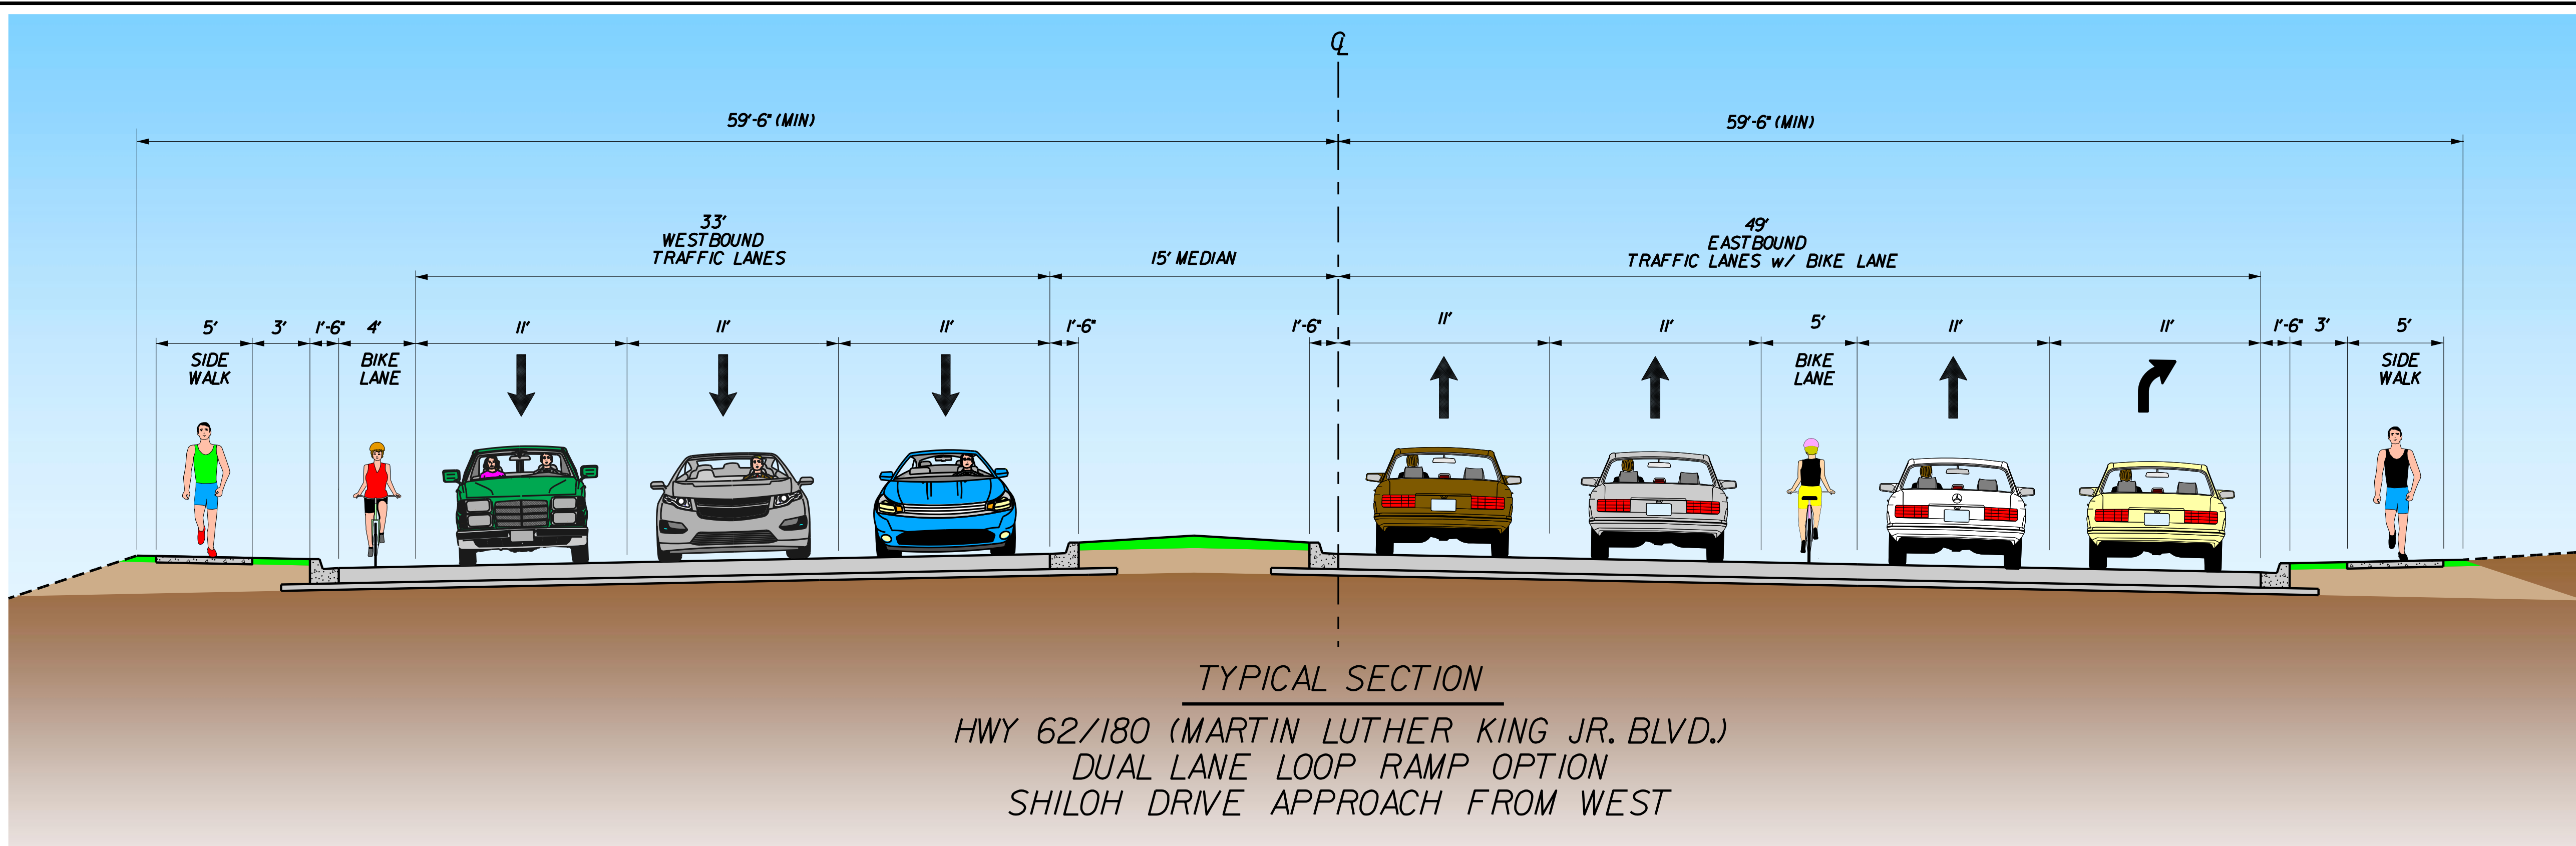 ℄
59'-6" (MIN)
59'-6" (MIN)
33'
WESTBOUND
TRAFFIC LANES
15' MEDIAN
49'
EASTBOUND
TRAFFIC LANES w/ BIKE LANE
5' 3' 1'-6" 4' 11' 11' 11' 1'-6" 1'-6" 11' 11' 5' 11' 11' 1'-6" 3' 5'
SIDE
WALK
BIKE
LANE
BIKE
LANE
SIDE
WALK
TYPICAL SECTION
HWY 62/180 (MARTIN LUTHER KING JR. BLVD.)
DUAL LANE LOOP RAMP OPTION
SHILOH DRIVE APPROACH FROM WEST